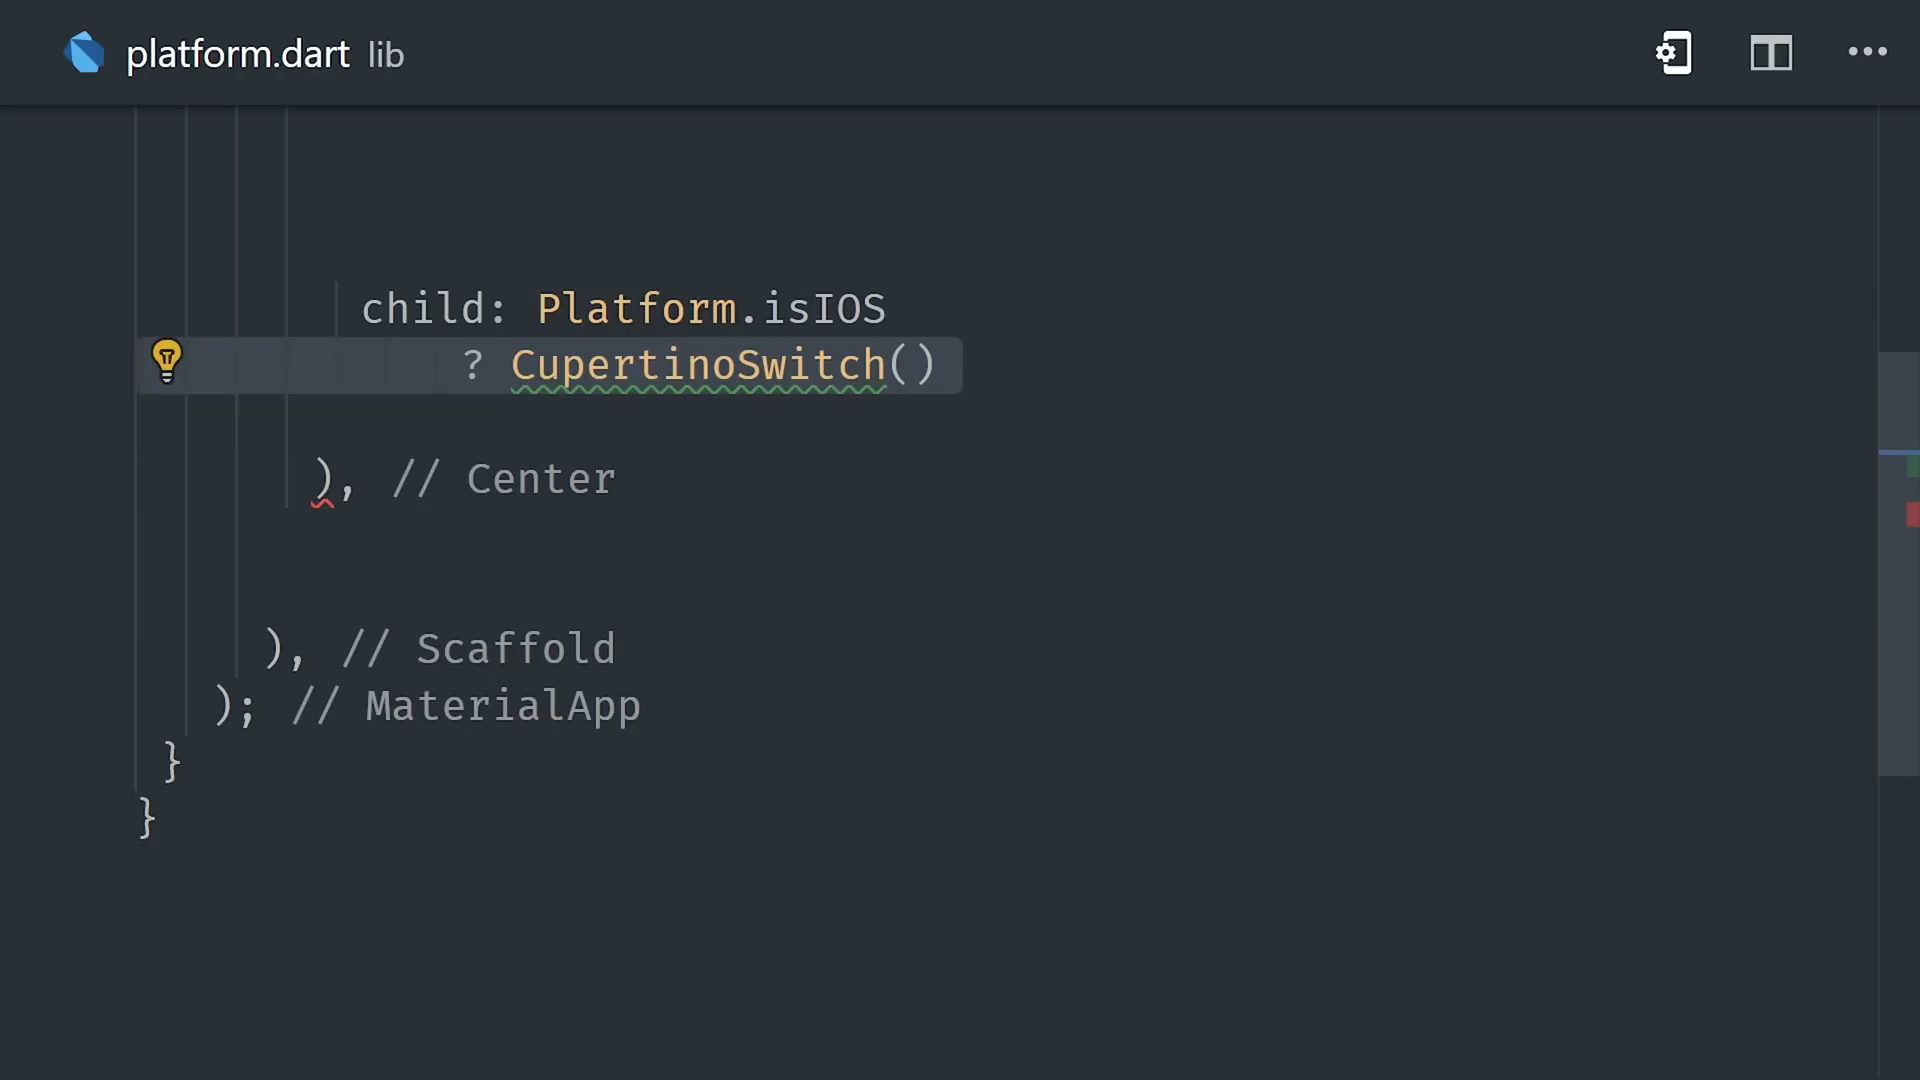 platform.dart lib
child: Platform.isIOS
? CupertinoSwitch()
), // Center
), // Scaffold
); // MaterialApp
}
}